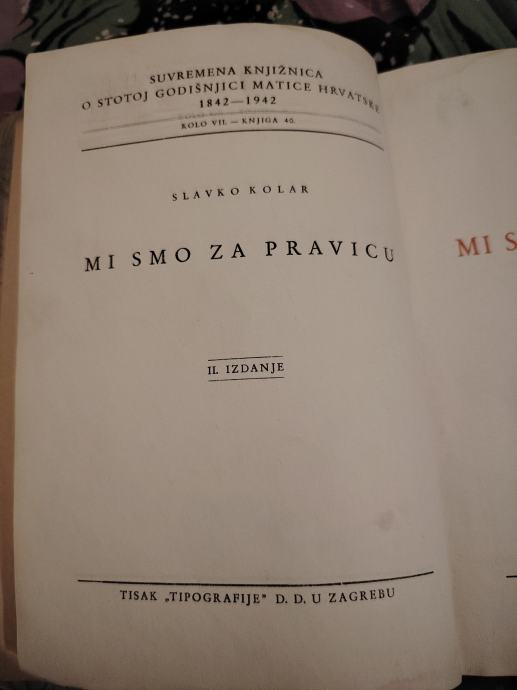 SUVREMENA KNJIŽNICA
O STOTOJ GODIŠNJICI MATICE HRVATSKE
1842—1942
KOLO VII. — KNJIGA 40.
SLAVKO KOLAR
MI SMO ZA PRAVICU
II. IZDANJE
TISAK „TIPOGRAFIJE” D. D. U ZAGREBU
MI S